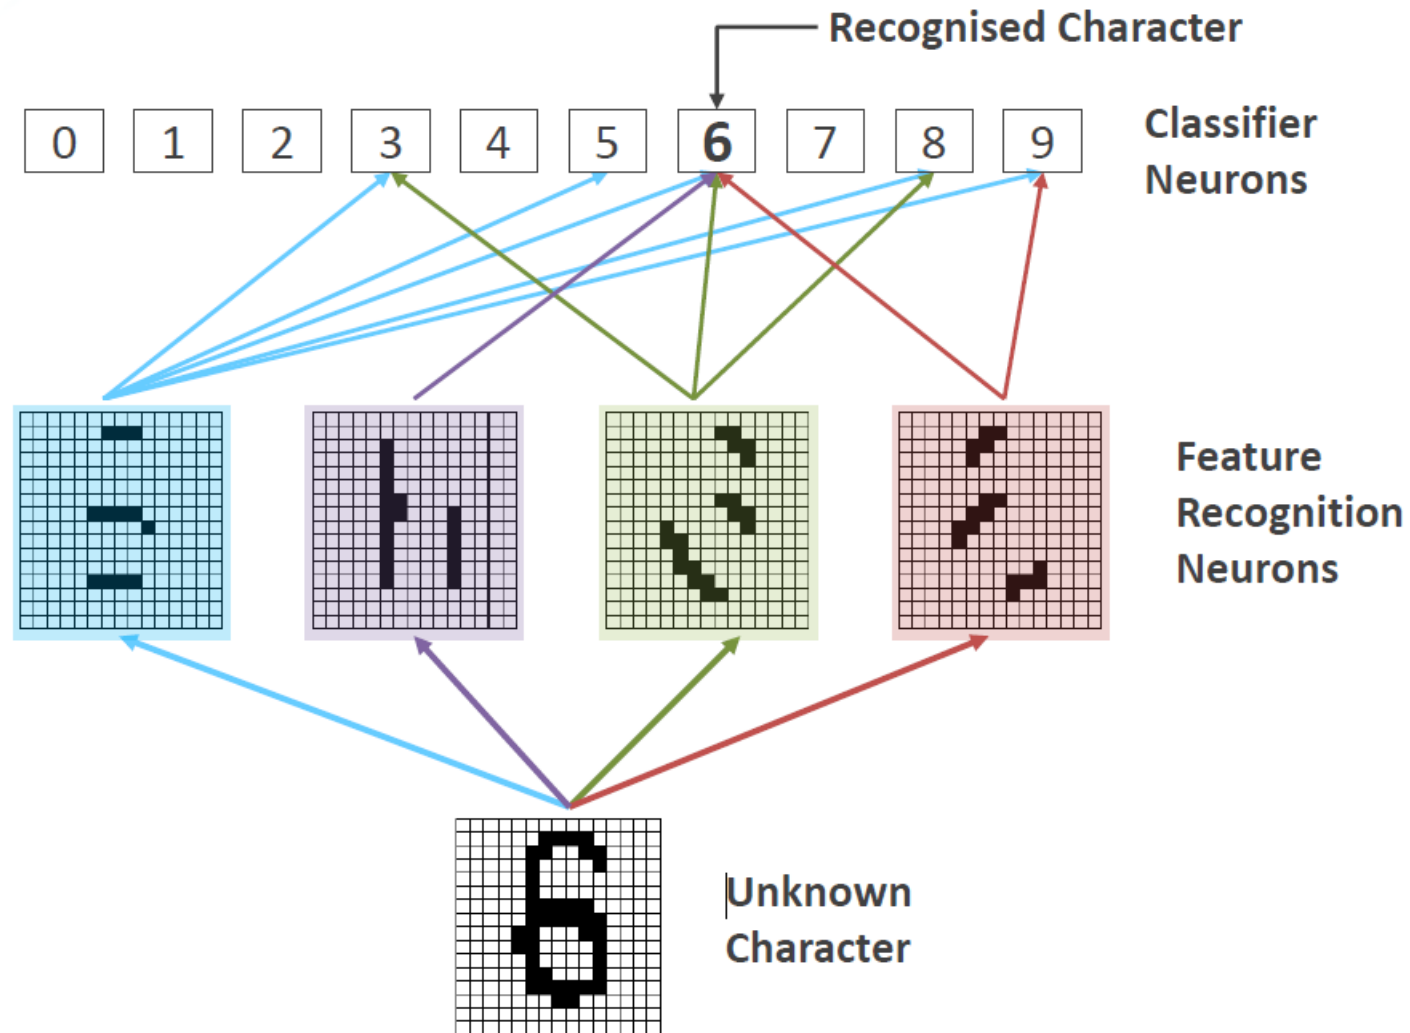 Recognised Character
0 1 2 3 4 5 6 7 8 9
Classifier
Neurons
Feature
Recognition
Neurons
Unknown
Character
6